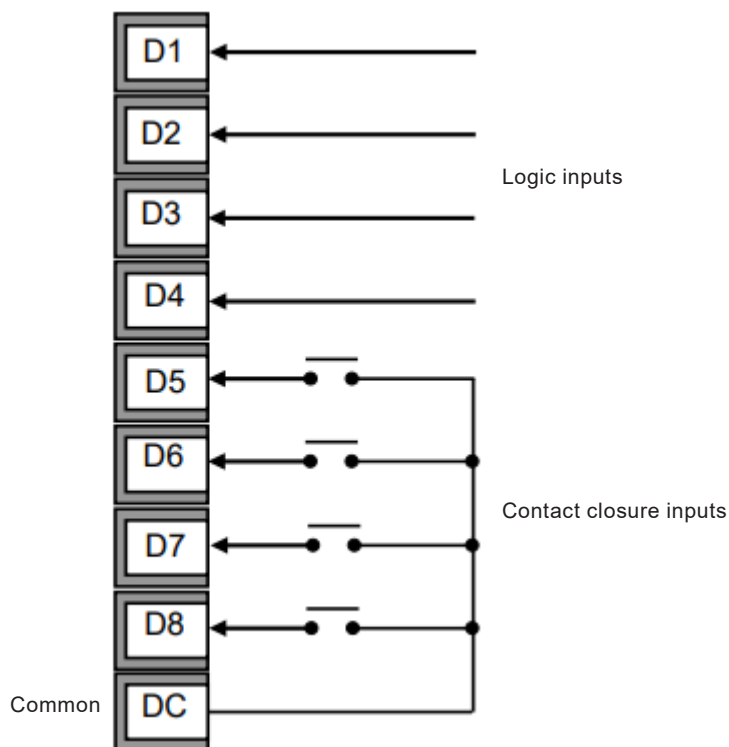 D1
D2
Logic inputs
D3
D4
D5
D6
Contact closure inputs
D7
D8
Common DC